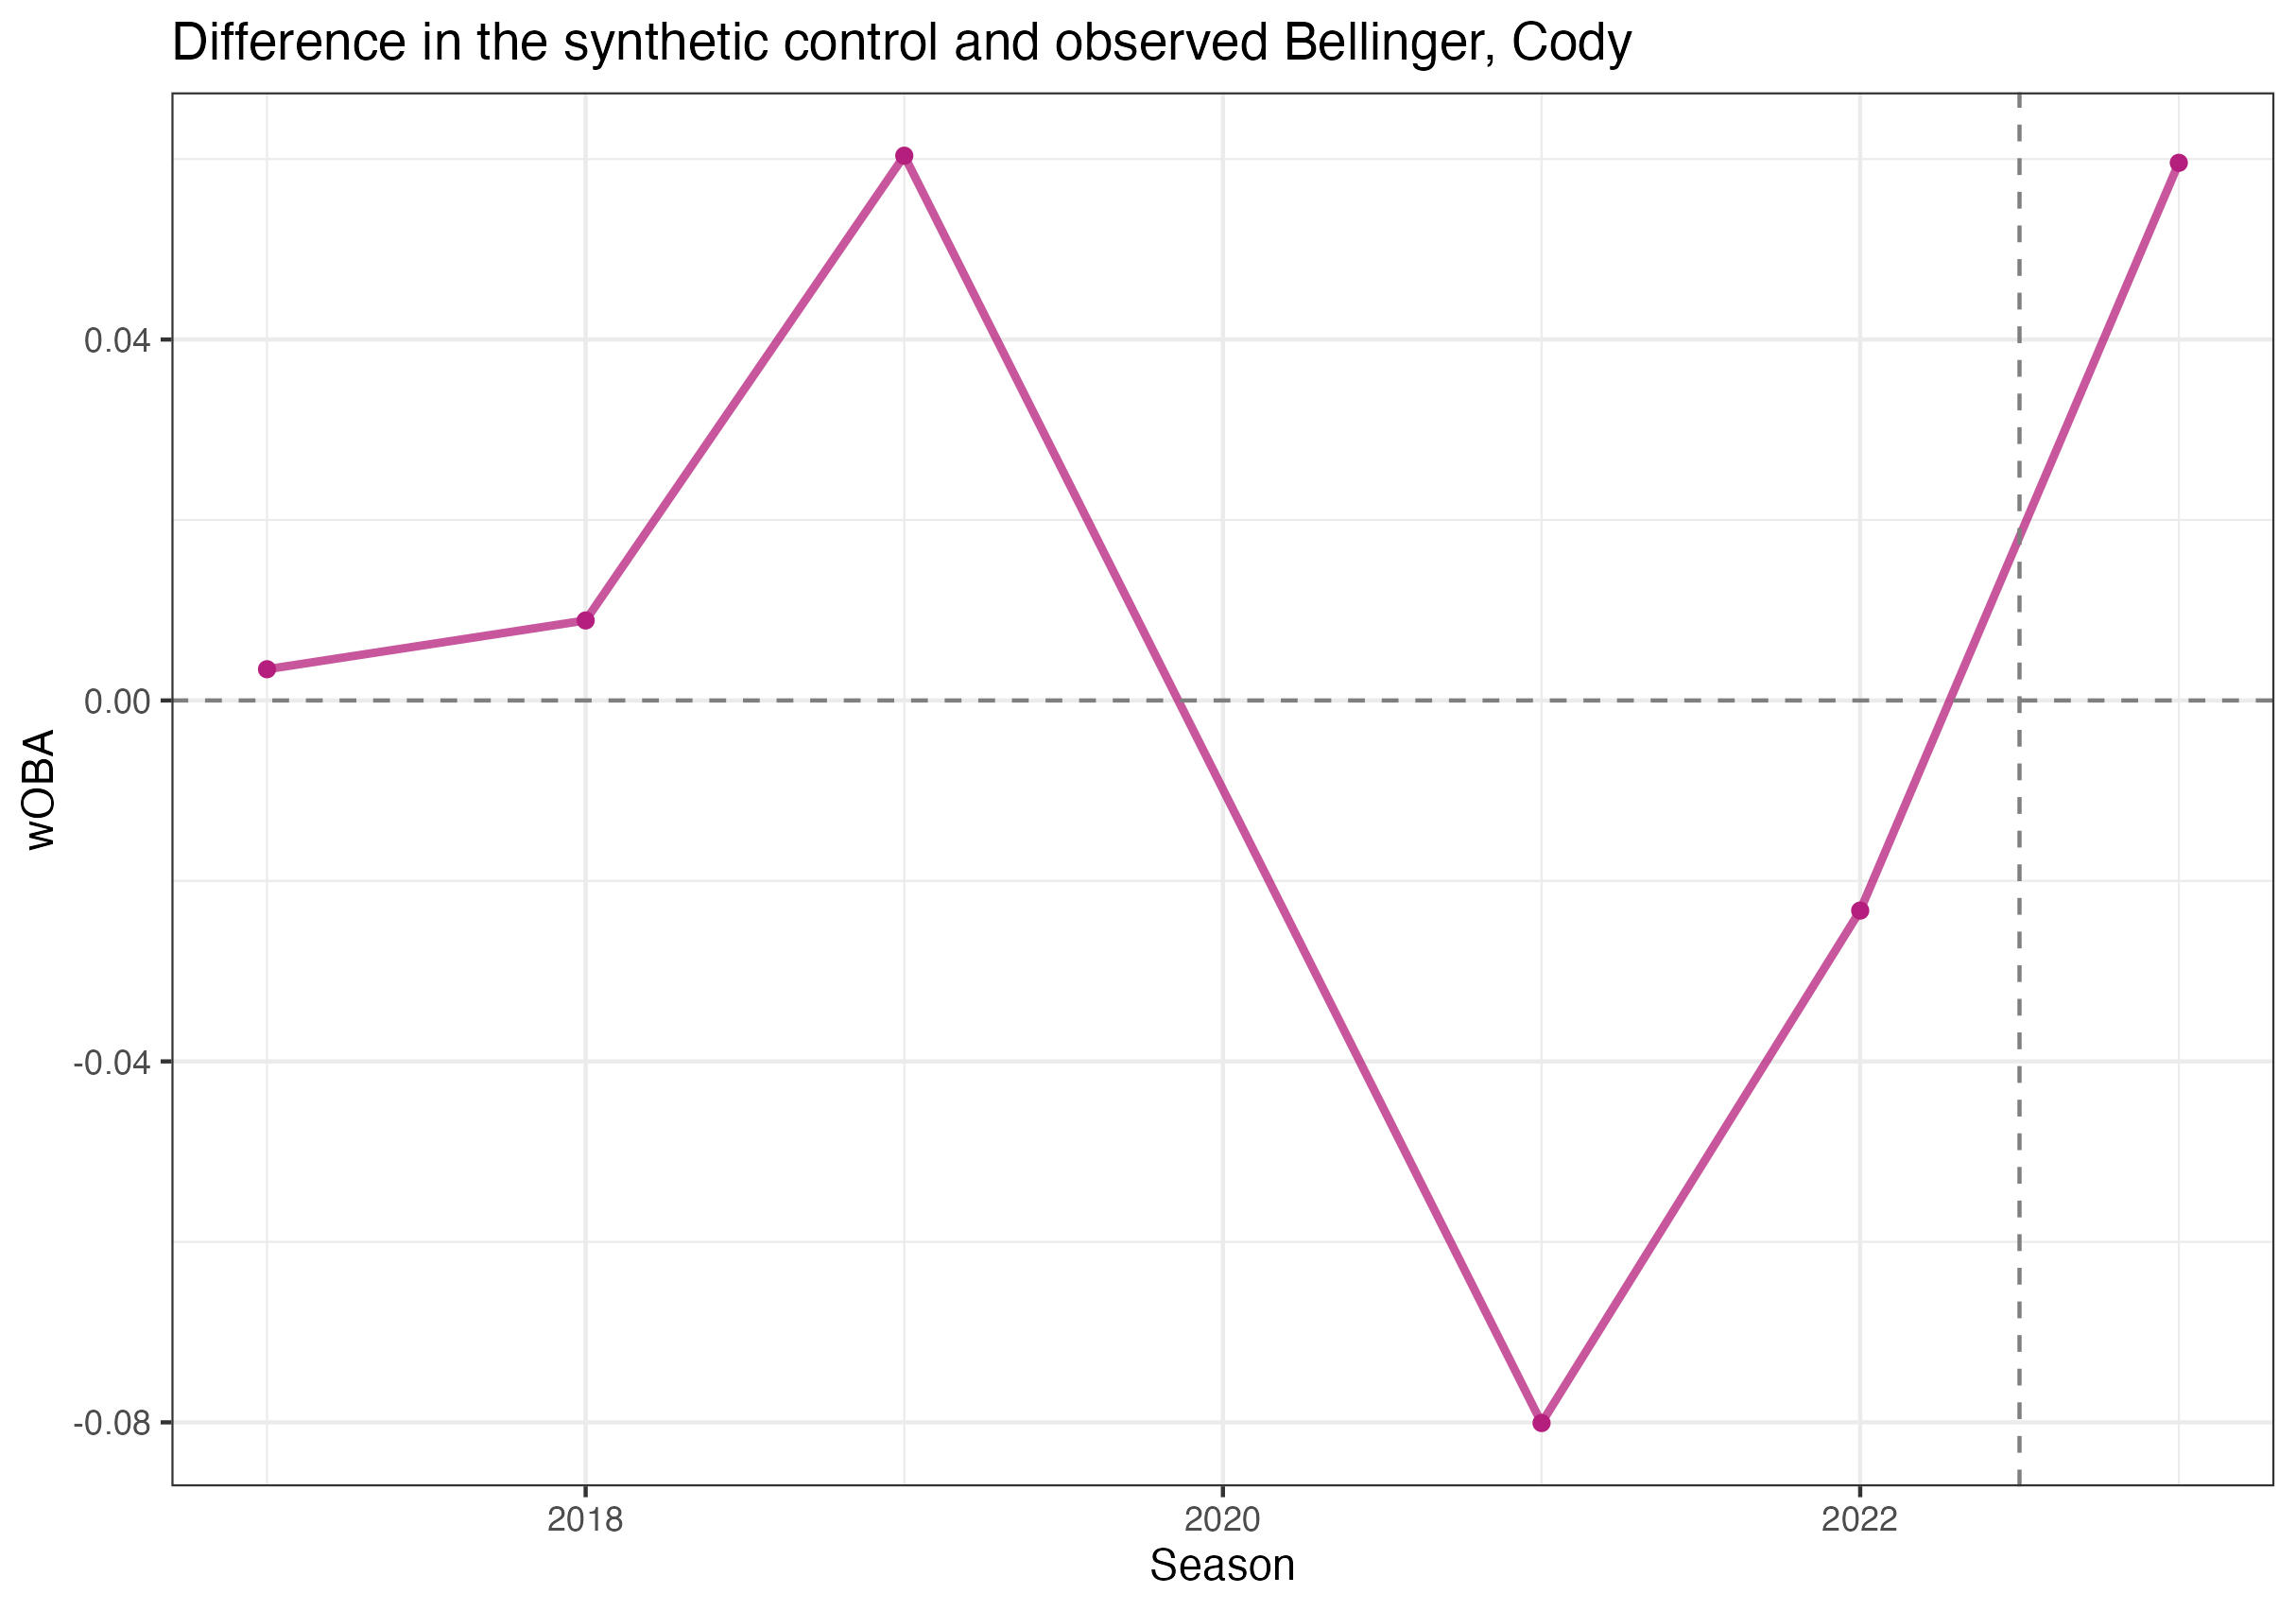 Difference in the synthetic control and observed Bellinger, Cody
wOBA
0.04
0.00
-0.04
-0.08
2018 2020 2022
Season